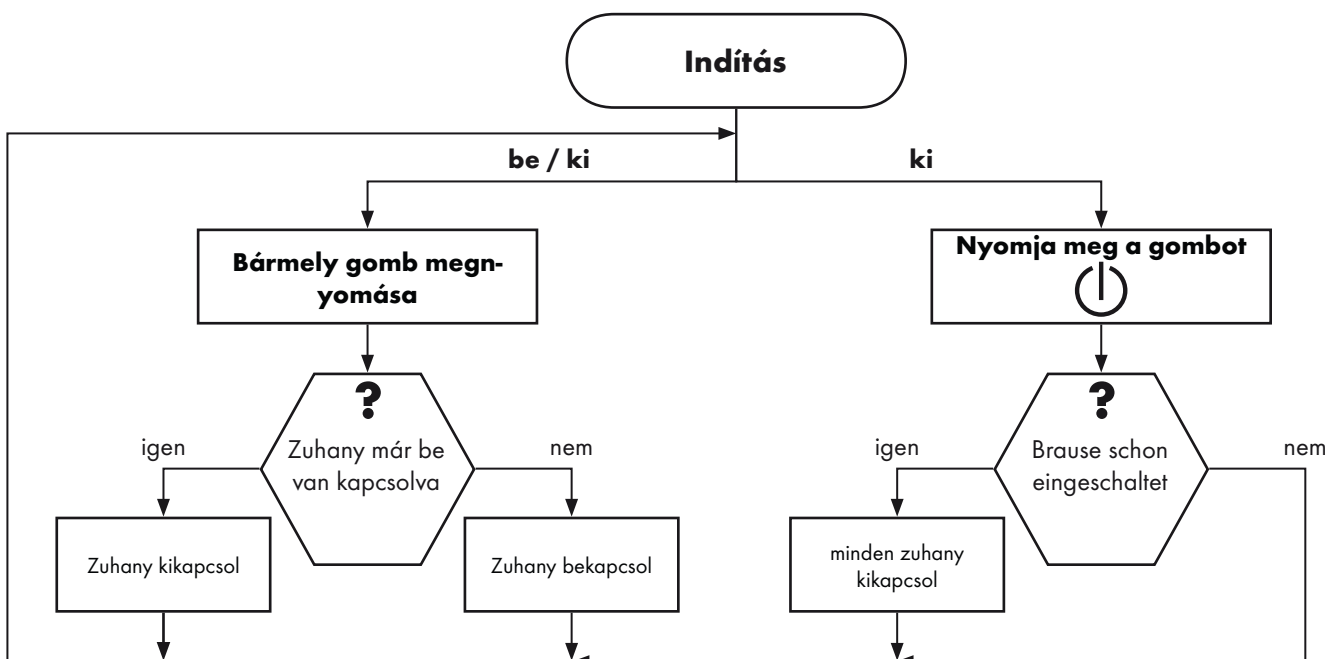 Indítás
be / ki
ki
Bármely gomb megn-
yomása
Nyomja meg a gombot
?
Zuhany már be
van kapcsolva
igen
nem
?
Brause schon
eingeschaltet
igen
nem
Zuhany kikapcsol
Zuhany bekapcsol
minden zuhany
kikapcsol